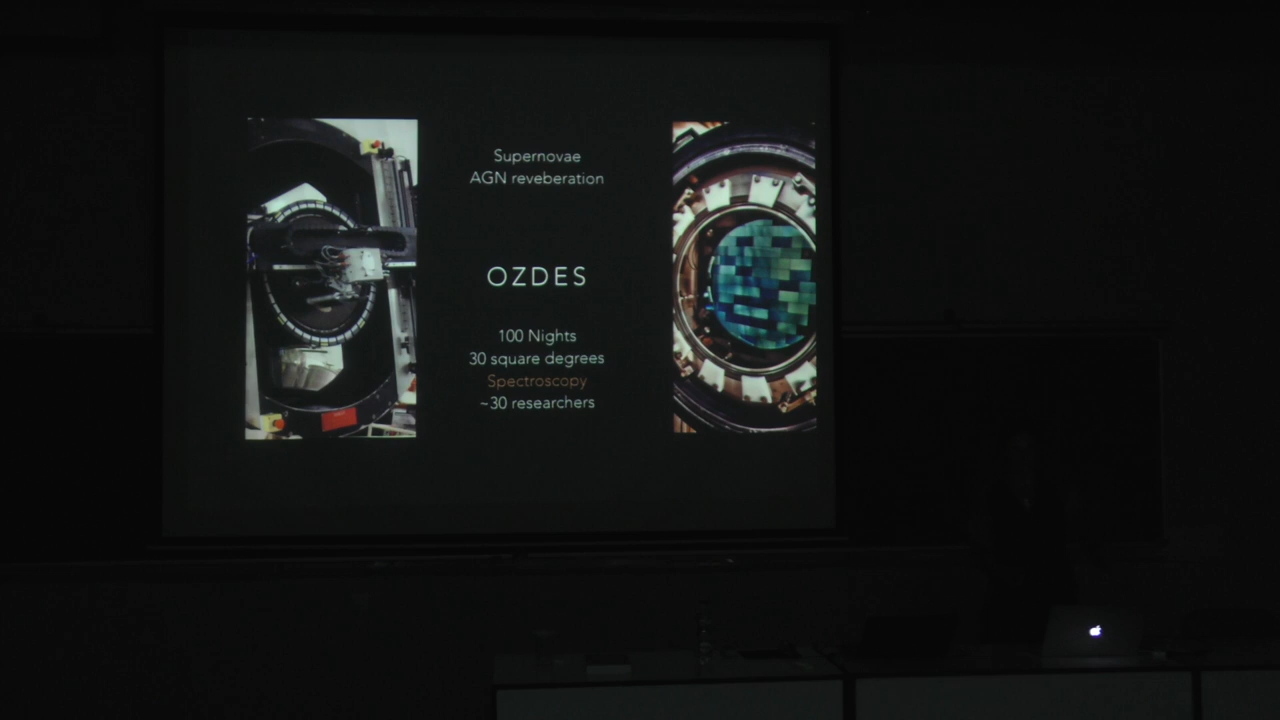 Supernovae
AGN reveberation
OZDES
100 Nights
30 square degrees
Spectroscopy
~30 researchers